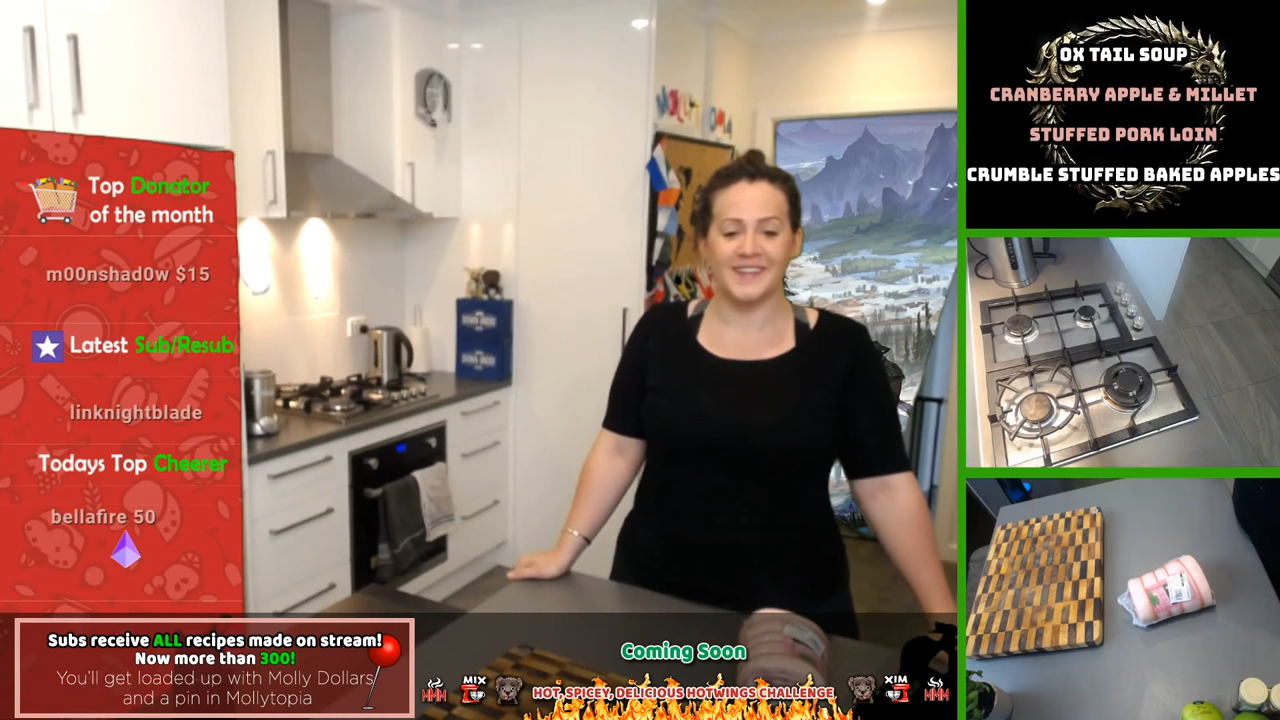 Top Donator
of the month
m00nshad0w $15
Latest Sub/Resub
linknightblade
Todays Top Cheerer
bellafire 50
Subs receive ALL recipes made on stream!
Now more than 300!
You'll get loaded up with Molly Dollars
and a pin in Mollytopia
Coming Soon
MIX
HOT, SPICEY, DELICIOUS HOTWINGS CHALLENGE
XIM
OX TAIL SOUP
CRANBERRY APPLE & MILLET
STUFFED PORK LOIN
CRUMBLE STUFFED BAKED APPLES